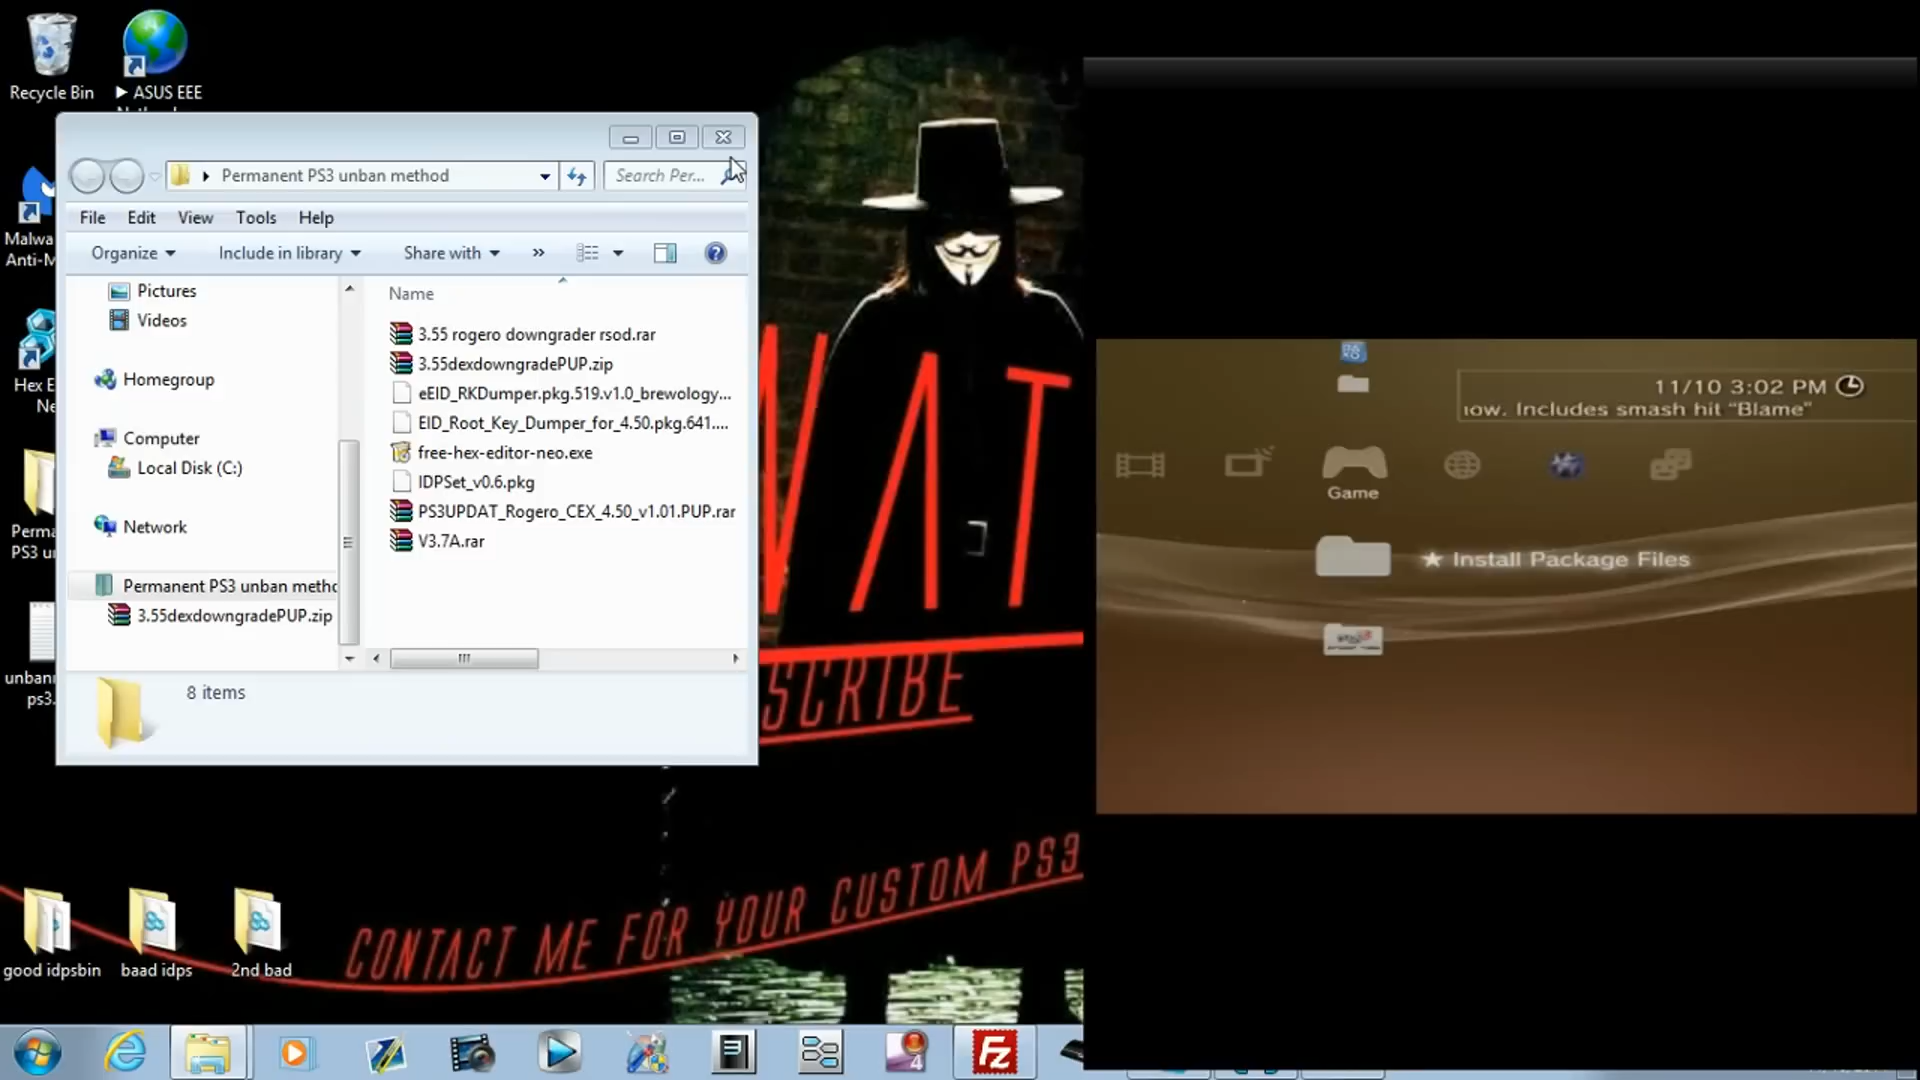 Recycle Bin
ASUS EEE
Permanent PS3 unban method
Search Per...
File Edit View Tools Help
Organize Include in library Share with »
Pictures
Videos
Homegroup
Computer
Local Disk (C:)
Network
Permanent PS3 unban metho
3.55dexdowngradePUP.zip
Name
3.55 rogero downgrader rsod.rar
3.55dexdowngradePUP.zip
eEID_RKDumper.pkg.519.v1.0_brewology...
EID_Root_Key_Dumper_for_4.50.pkg.641....
free-hex-editor-neo.exe
IDPSet_v0.6.pkg
PS3UPDAT_Rogero_CEX_4.50_v1.01.PUP.rar
V3.7A.rar
8 items
Malwa
Anti-M
Hex E
Ne
Perma
PS3 u
unban
ps3.
SCRIBE
CONTACT ME FOR YOUR CUSTOM PS3
good idpsbin
baad idps
2nd bad
11/10 3:02 PM
Includes smash hit "Blame"
Game
★ Install Package Files